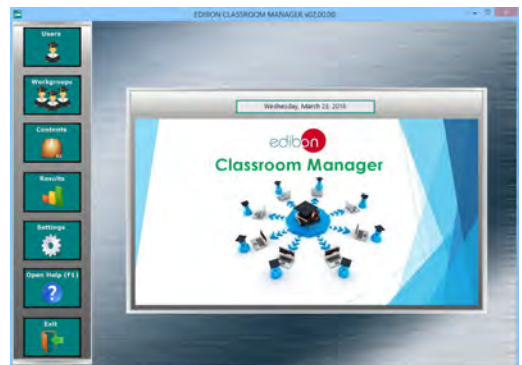 EDIBON CLASSROOM MANAGER v02.00.00
Users
Workgroups
Contents
Results
Settings
Open Help (F1)
Exit
Wednesday, March 23, 2016
edibon
Classroom Manager